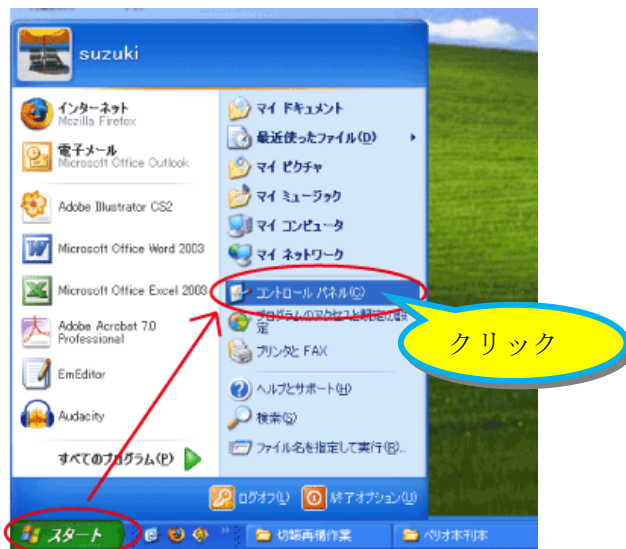 suzuki
インターネット
Mozilla Firefox
電子メール
Microsoft Office Outlook
Adobe Illustrator CS2
Microsoft Office Word 2003
Microsoft Office Excel 2003
Adobe Acrobat 7.0
Professional
EmEditor
Audacity
すべてのプログラム(P)
マイ ドキュメント
最近使ったファイル(D)
マイ ピクチャ
マイ ミュージック
マイ コンピュータ
マイ ネットワーク
コントロール パネル(C)
プログラムのアクセスと既定の設
定
プリンタと FAX
ヘルプとサポート(H)
検索(S)
ファイル名を指定して実行(R)...
クリック
ログオフ(L)
終了オプション(U)
スタート
切線再構作業
ペリオ本刊本